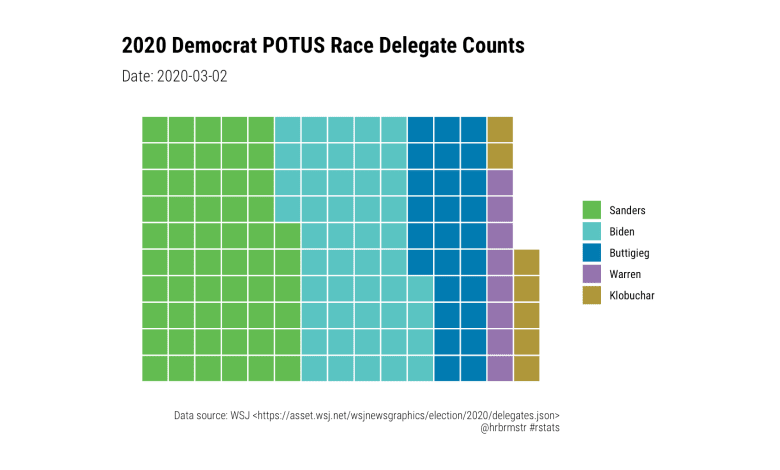 2020 Democrat POTUS Race Delegate Counts
Date: 2020-03-02
Sanders
Biden
Buttigieg
Warren
Klobuchar
Data source: WSJ <https://asset.wsj.net/wsjnewsgraphics/election/2020/delegates.json>
@hrbrmstr #rstats